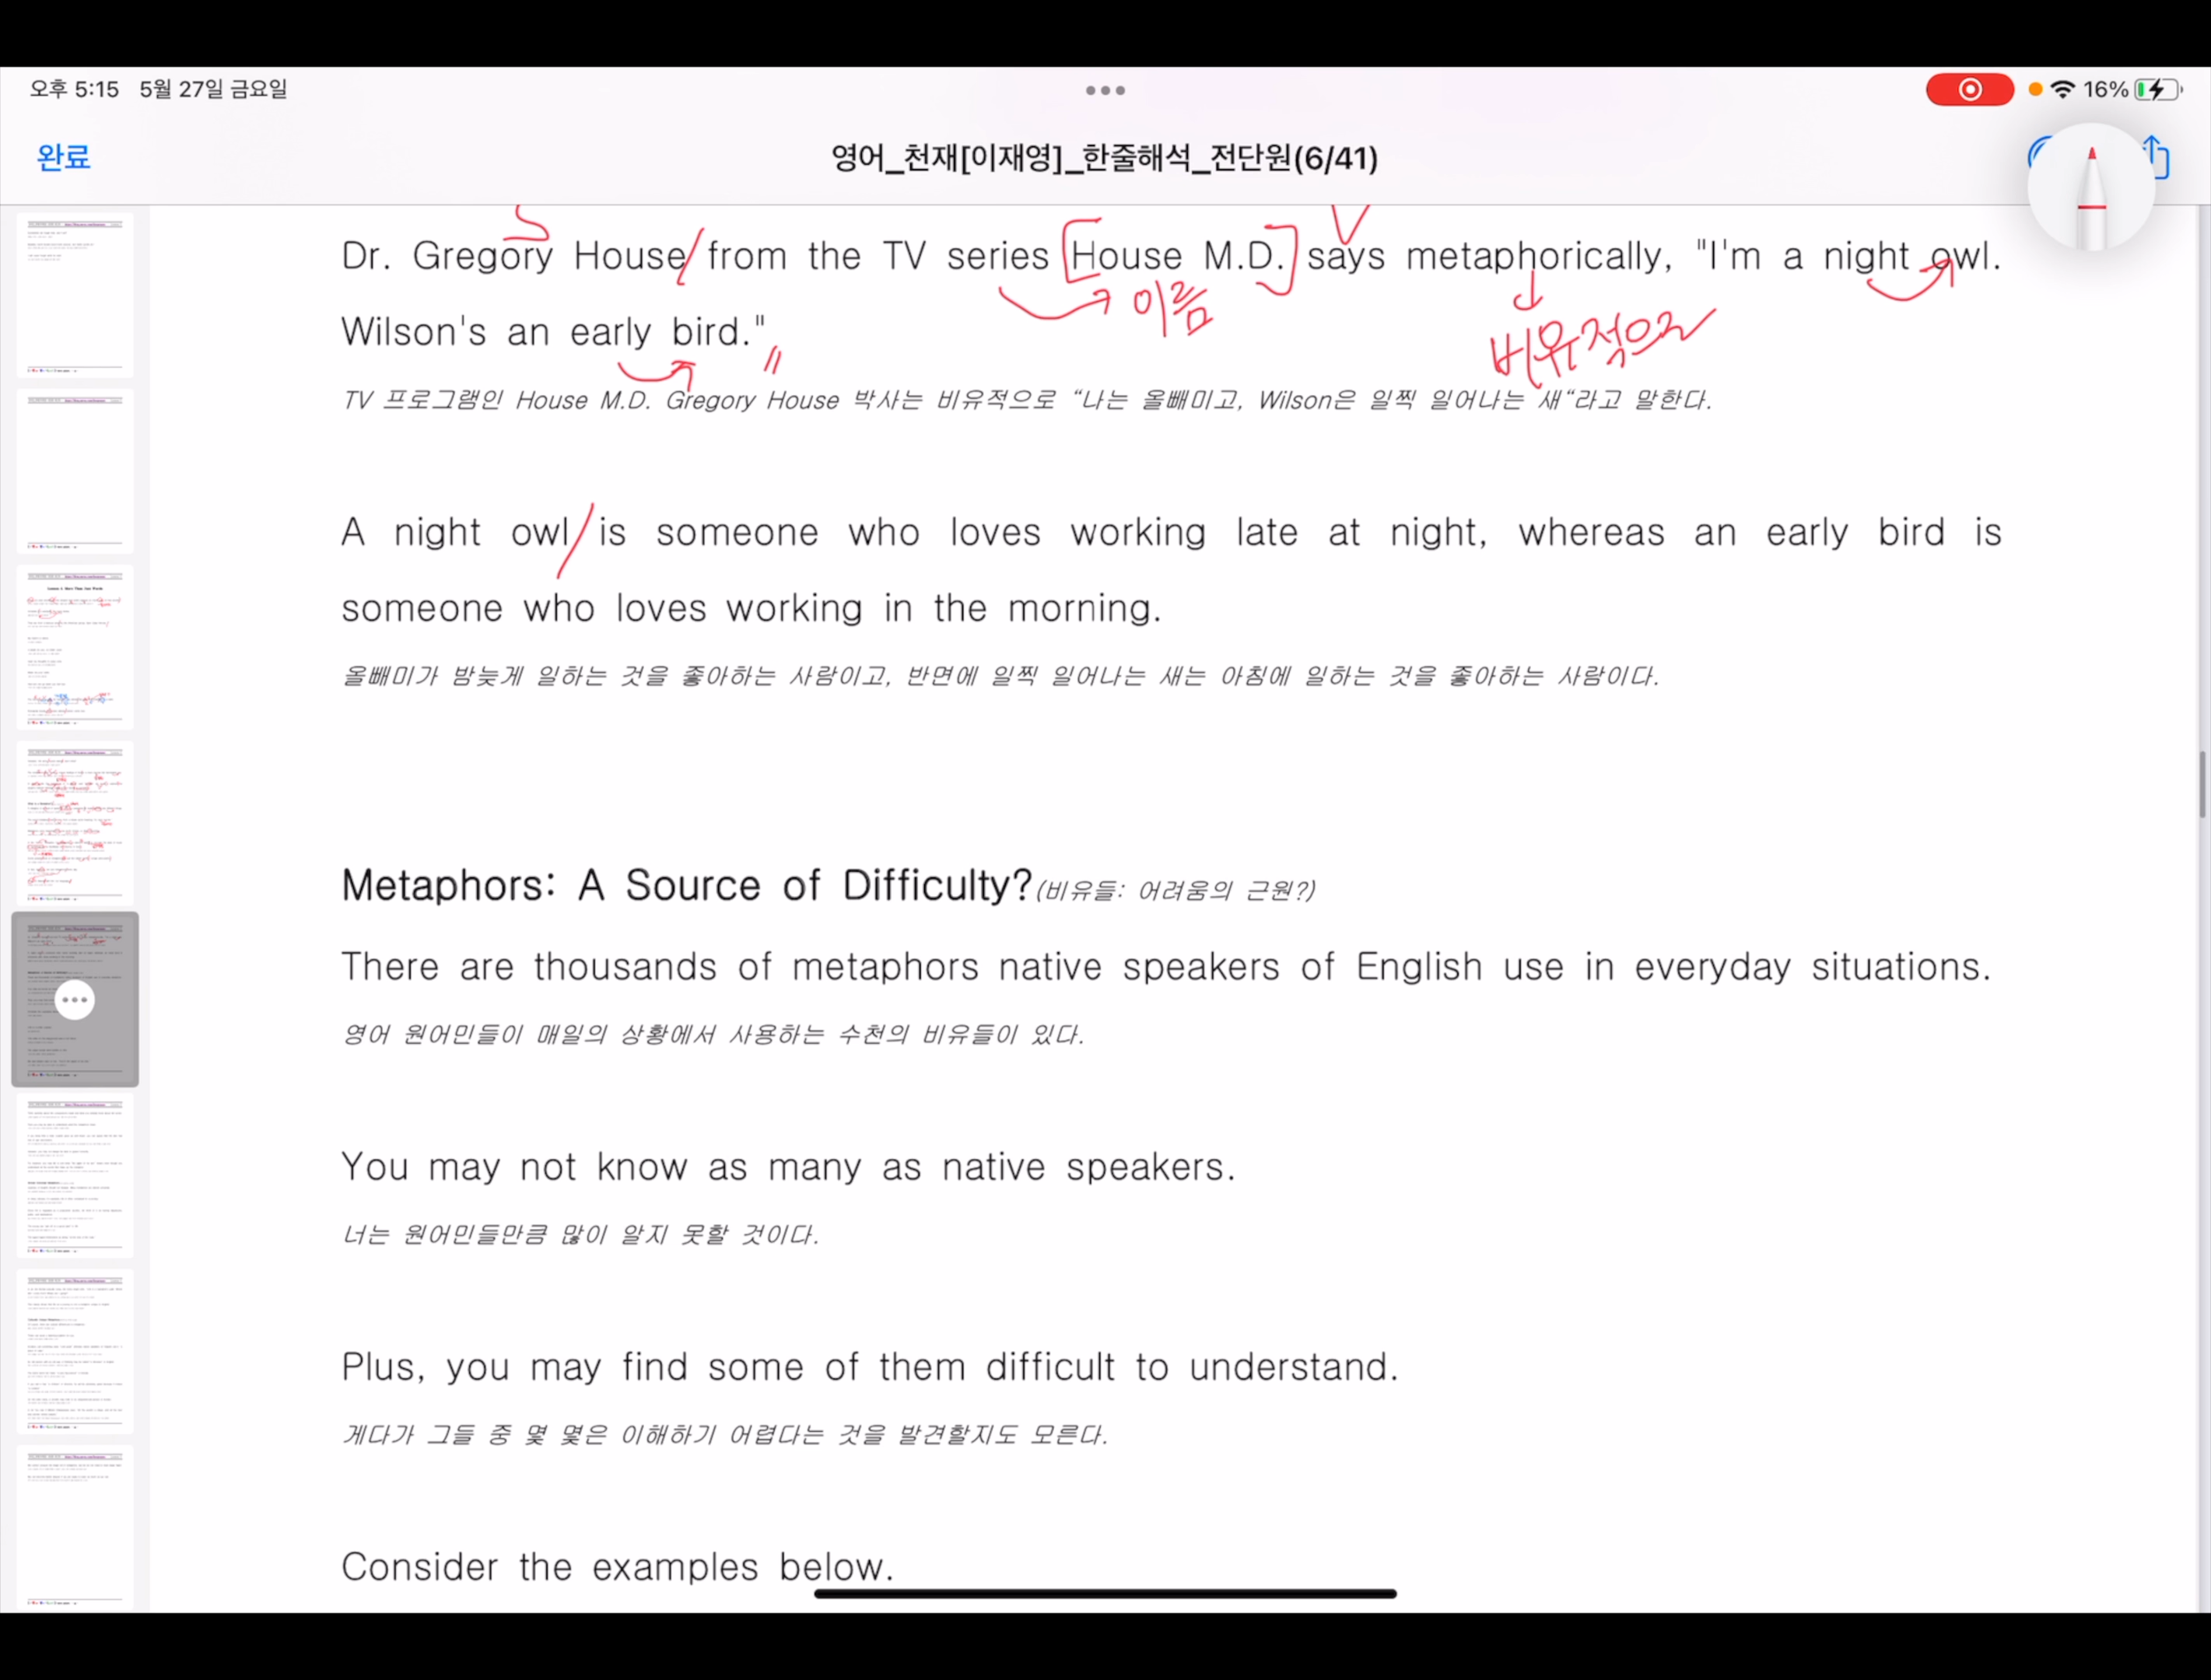 오후 5:15 5월 27일 금요일
16%
완료
영어_천재[이재영]_한줄해석_전단원(6/41)
S V
Dr. Gregory House/from the TV series [House M.D.] says metaphorically, "I'm a night owl.
이름
비유적으로
Wilson's an early bird."
TV 프로그램인 House M.D. Gregory House 박사는 비유적으로 “나는 올빼미고, Wilson은 일찍 일어나는 새“라고 말한다.
A night owl/is someone who loves working late at night, whereas an early bird is
someone who loves working in the morning.
올빼미가 밤늦게 일하는 것을 좋아하는 사람이고, 반면에 일찍 일어나는 새는 아침에 일하는 것을 좋아하는 사람이다.
Metaphors: A Source of Difficulty?(비유들: 어려움의 근원?)
There are thousands of metaphors native speakers of English use in everyday situations.
영어 원어민들이 매일의 상황에서 사용하는 수천의 비유들이 있다.
You may not know as many as native speakers.
너는 원어민들만큼 많이 알지 못할 것이다.
Plus, you may find some of them difficult to understand.
게다가 그들 중 몇 몇은 이해하기 어렵다는 것을 발견할지도 모른다.
Consider the examples below.